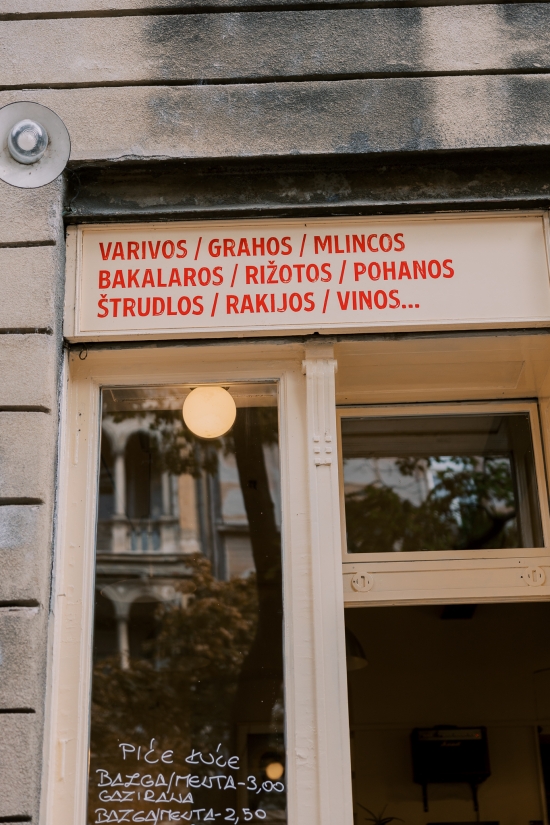 VARIVOS / GRAHOS / MLINCOS
BAKALAROS / RIŽOTOS / POHANOS
ŠTRUDLOS / RAKIJOS / VINOS...
PIĆE KUĆE
BAZGA/MENTA-3,00
GAZIRANA
BAZGA/MENTA-2,50